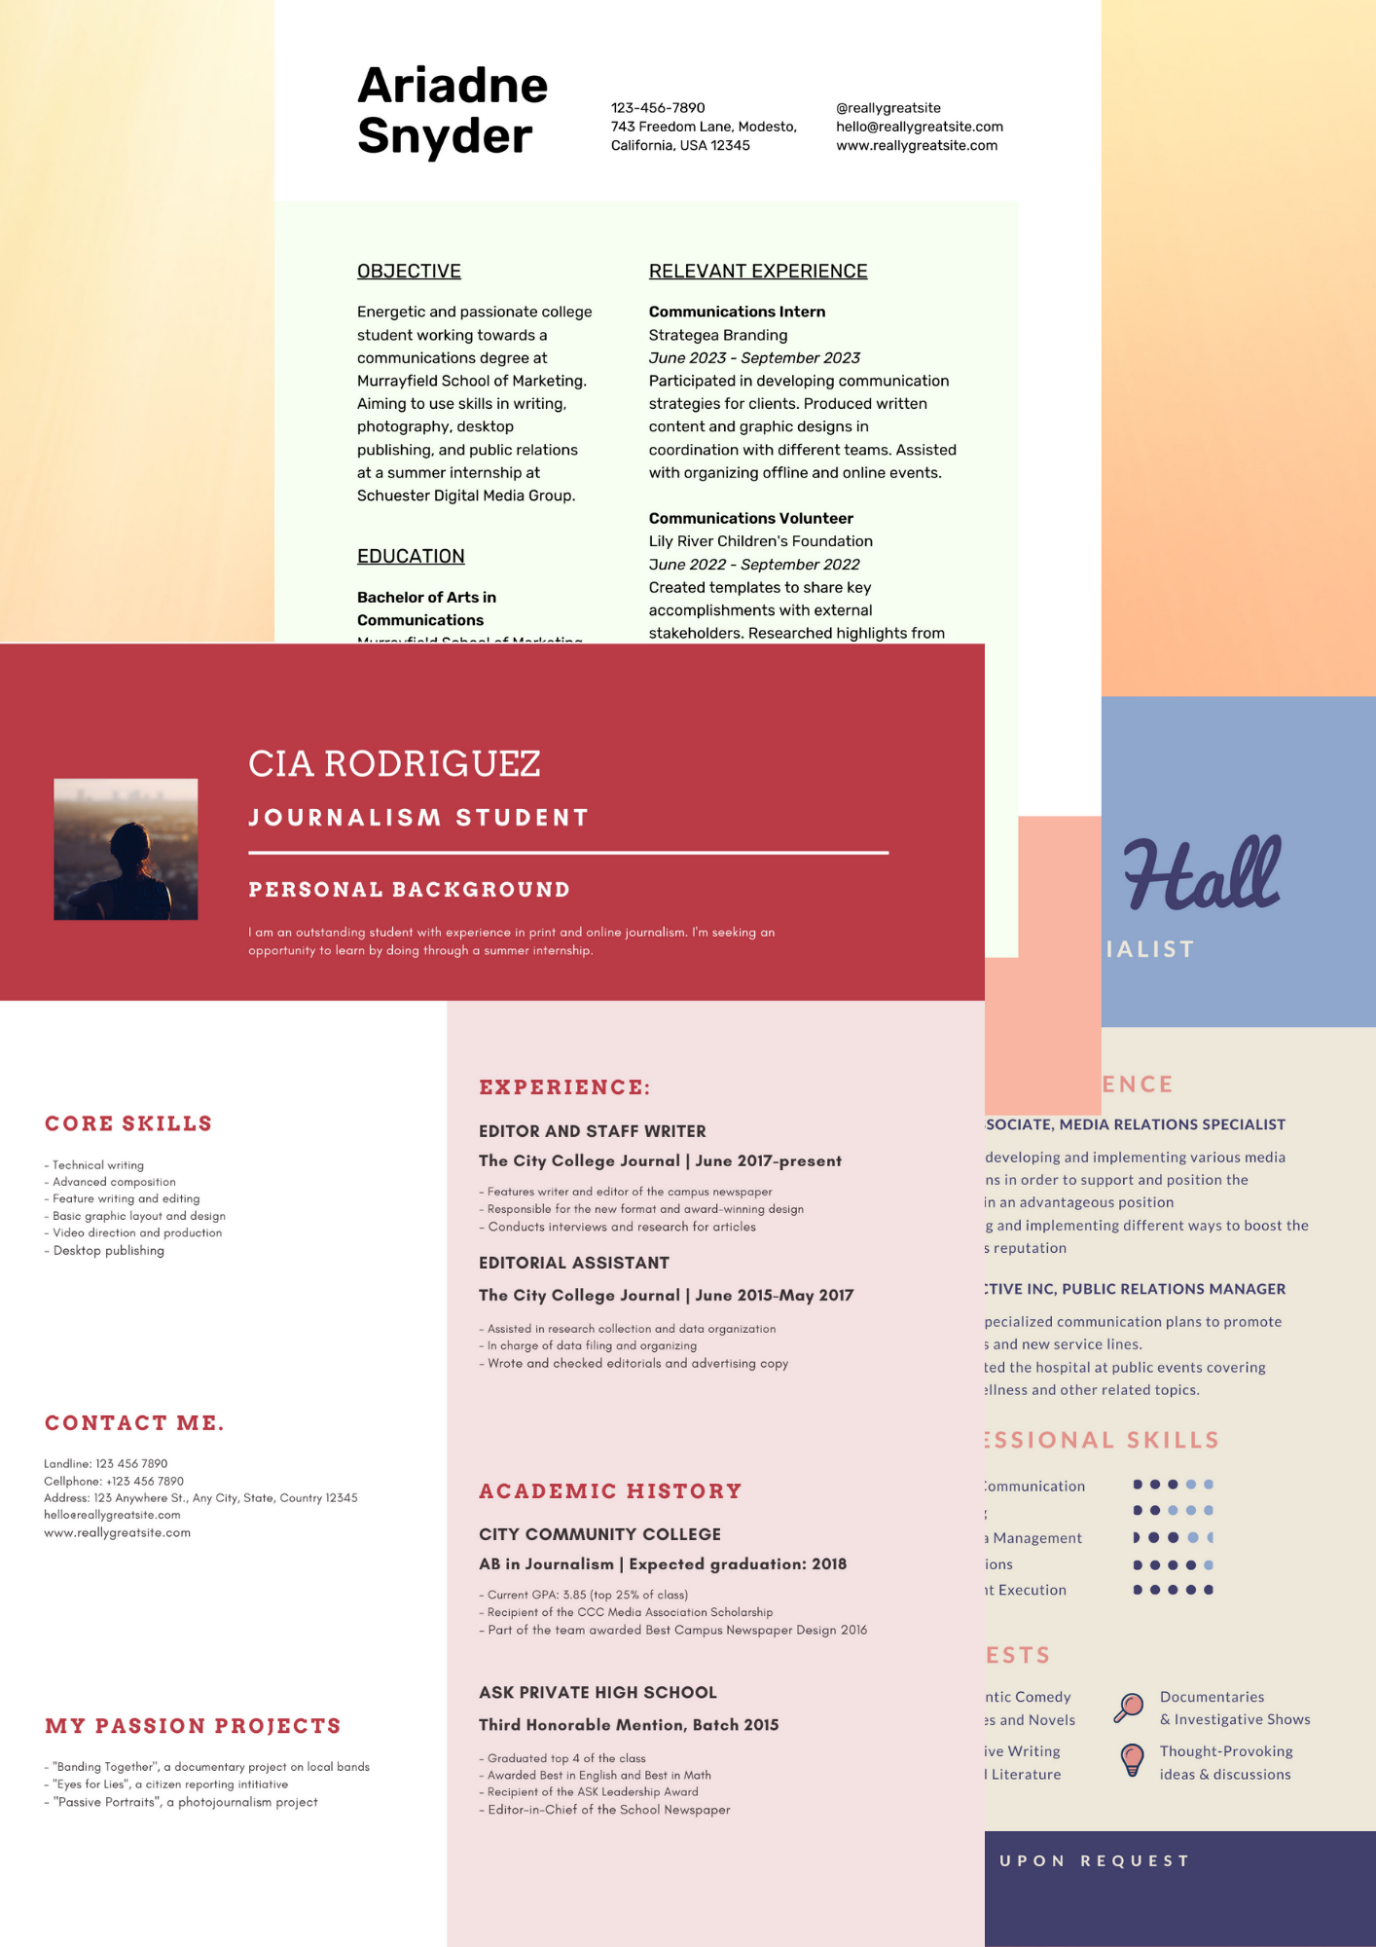 Ariadne
Snyder
123-456-7890
743 Freedom Lane, Modesto,
California, USA 12345
@reallygreatsite
hello@reallygreatsite.com
www.reallygreatsite.com
OBJECTIVE
Energetic and passionate college
student working towards a
communications degree at
Murrayfield School of Marketing.
Aiming to use skills in writing,
photography, desktop
publishing, and public relations
at a summer internship at
Schuester Digital Media Group.
EDUCATION
Bachelor of Arts in
Communications
Murrayfield School of Marketing
RELEVANT EXPERIENCE
Communications Intern
Strategea Branding
June 2023 - September 2023
Participated in developing communication
strategies for clients. Produced written
content and graphic designs in
coordination with different teams. Assisted
with organizing offline and online events.
Communications Volunteer
Lily River Children's Foundation
June 2022 - September 2022
Created templates to share key
accomplishments with external
stakeholders. Researched highlights from
CIA RODRIGUEZ
JOURNALISM STUDENT
PERSONAL BACKGROUND
I am an outstanding student with experience in print and online journalism. I'm seeking an
opportunity to learn by doing through a summer internship.
CORE SKILLS
- Technical writing
- Advanced composition
- Feature writing and editing
- Basic graphic layout and design
- Video direction and production
- Desktop publishing
CONTACT ME.
Landline: 123 456 7890
Cellphone: +123 456 7890
Address: 123 Anywhere St., Any City, State, Country 12345
hello@reallygreatsite.com
www.reallygreatsite.com
MY PASSION PROJECTS
- "Banding Together", a documentary project on local bands
- "Eyes for Lies", a citizen reporting intitiative
- "Passive Portraits", a photojournalism project
EXPERIENCE:
EDITOR AND STAFF WRITER
The City College Journal | June 2017-present
- Features writer and editor of the campus newspaper
- Responsible for the new format and award-winning design
- Conducts interviews and research for articles
EDITORIAL ASSISTANT
The City College Journal | June 2015-May 2017
- Assisted in research collection and data organization
- In charge of data filing and organizing
- Wrote and checked editorials and advertising copy
ACADEMIC HISTORY
CITY COMMUNITY COLLEGE
AB in Journalism | Expected graduation: 2018
- Current GPA: 3.85 (top 25% of class)
- Recipient of the CCC Media Association Scholarship
- Part of the team awarded Best Campus Newspaper Design 2016
ASK PRIVATE HIGH SCHOOL
Third Honorable Mention, Batch 2015
- Graduated top 4 of the class
- Awarded Best in English and Best in Math
- Recipient of the ASK Leadership Award
- Editor-in-Chief of the School Newspaper
Hall
IALIST
ENCE
SOCIATE, MEDIA RELATIONS SPECIALIST
developing and implementing various media
ns in order to support and position the
in an advantageous position
g and implementing different ways to boost the
s reputation
CTIVE INC, PUBLIC RELATIONS MANAGER
pecialized communication plans to promote
s and new service lines.
ted the hospital at public events covering
ellness and other related topics.
ESSIONAL SKILLS
Communication
g
a Management
ions
nt Execution
ESTS
ntic Comedy
es and Novels
ive Writing
l Literature
Documentaries
& Investigative Shows
Thought-Provoking
ideas & discussions
UPON REQUEST